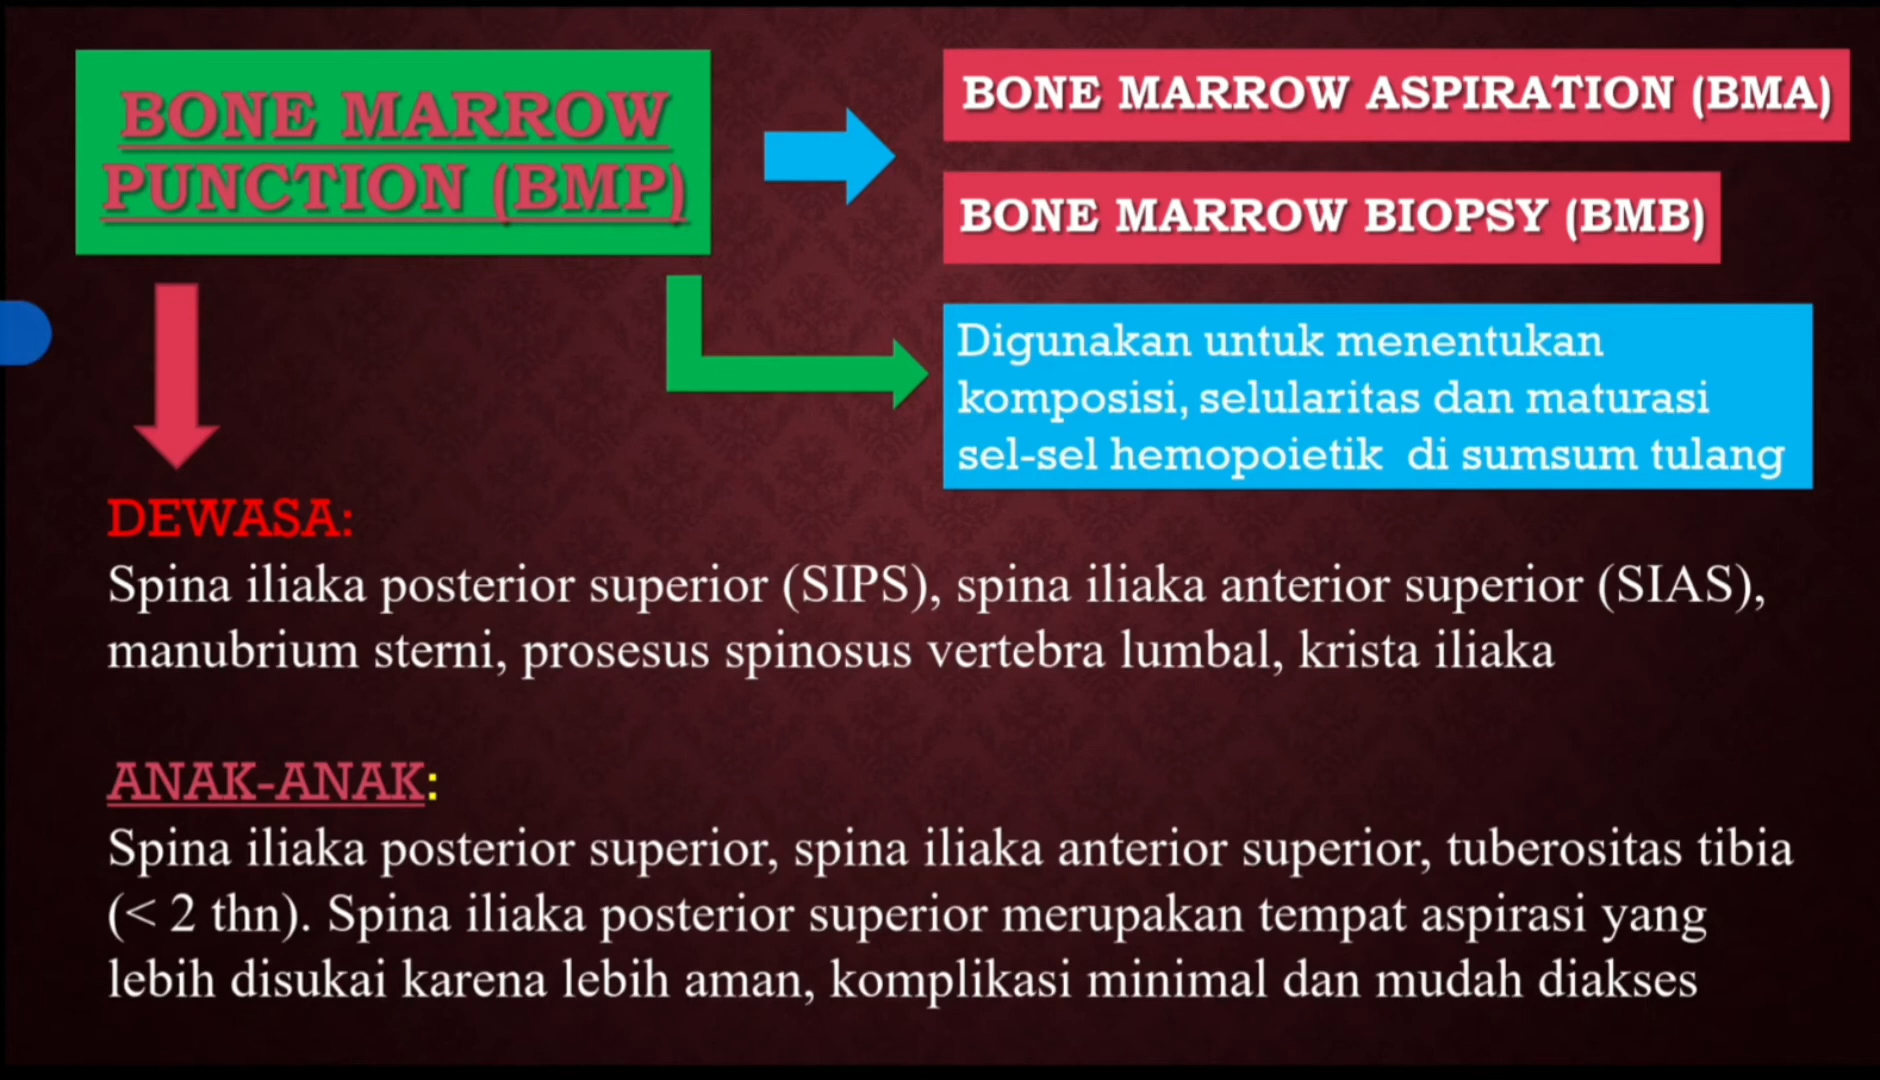 BONE MARROW
PUNCTION (BMP)
BONE MARROW ASPIRATION (BMA)
BONE MARROW BIOPSY (BMB)
Digunakan untuk menentukan
komposisi, selularitas dan maturasi
sel-sel hemopoietik di sumsum tulang
DEWASA:
Spina iliaka posterior superior (SIPS), spina iliaka anterior superior (SIAS),
manubrium sterni, prosesus spinosus vertebra lumbal, krista iliaka
ANAK-ANAK:
Spina iliaka posterior superior, spina iliaka anterior superior, tuberositas tibia
(< 2 thn). Spina iliaka posterior superior merupakan tempat aspirasi yang
lebih disukai karena lebih aman, komplikasi minimal dan mudah diakses